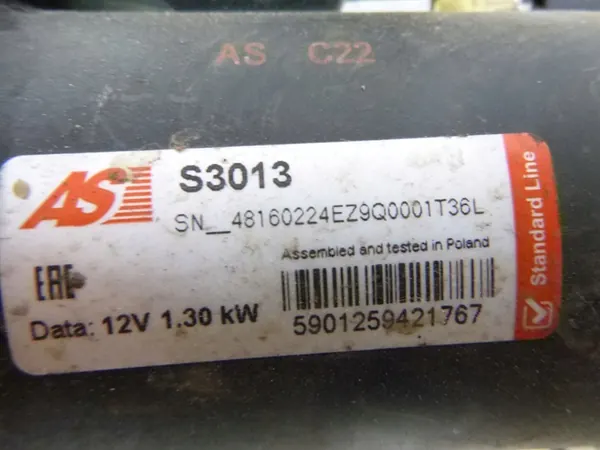 AS C22
AS
S3013
SN__48160224EZ9Q0001T36L
Assembled and tested in Poland
EAC
Data: 12V 1.30 kW
5901259421767
Standard Line